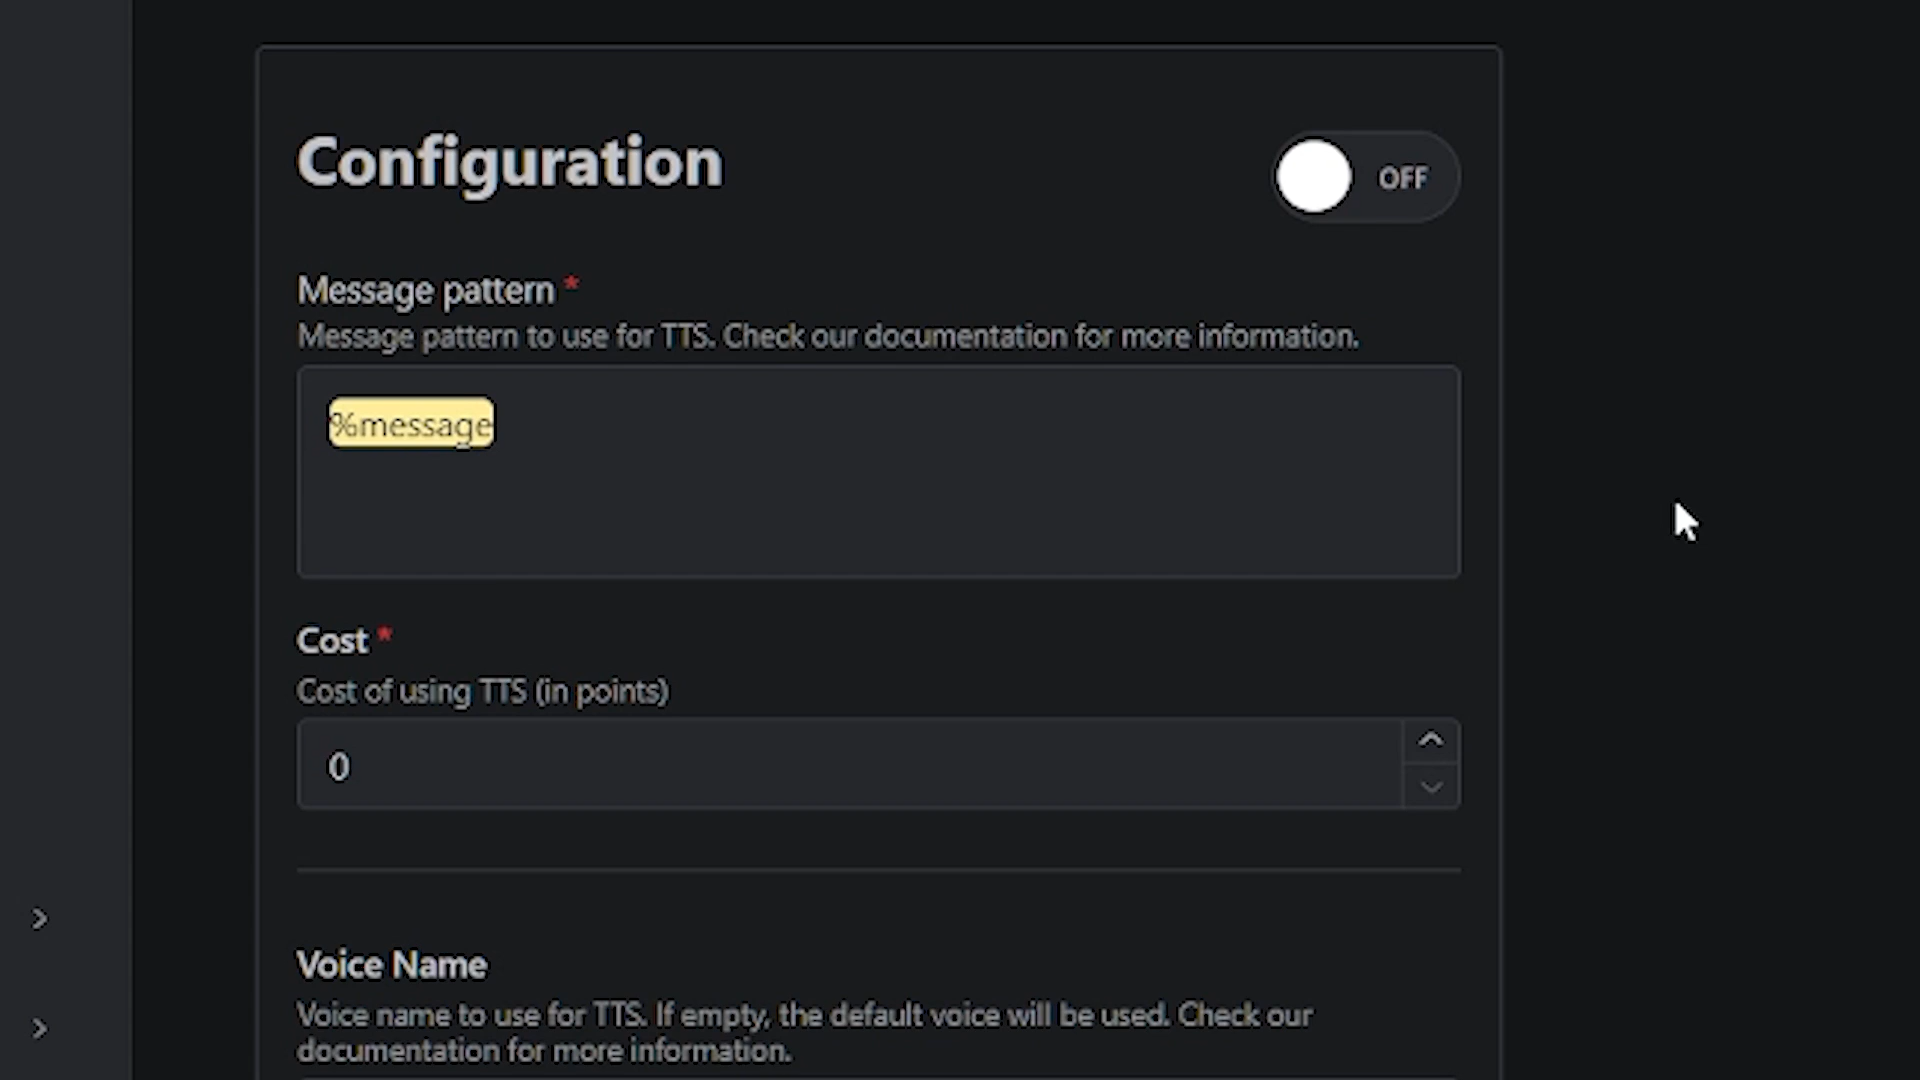 Configuration
OFF
Message pattern *
Message pattern to use for TTS. Check our documentation for more information.
%message
Cost *
Cost of using TTS (in points)
0
Voice Name
Voice name to use for TTS. If empty, the default voice will be used. Check our
documentation for more information.